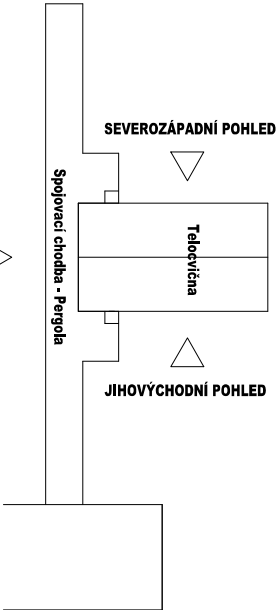 SEVEROZÁPADNÍ POHLED
Spojovací chodba - Pergola
Telocvična
JIHOVÝCHODNÍ POHLED